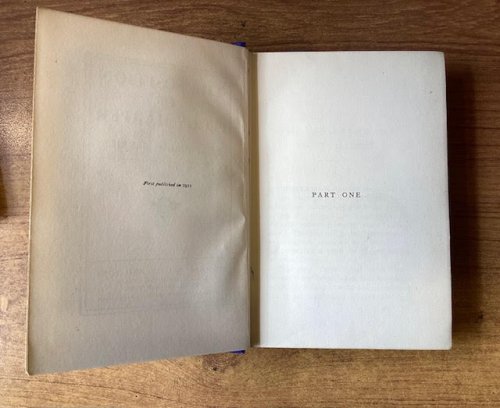 First published in
PART ONE